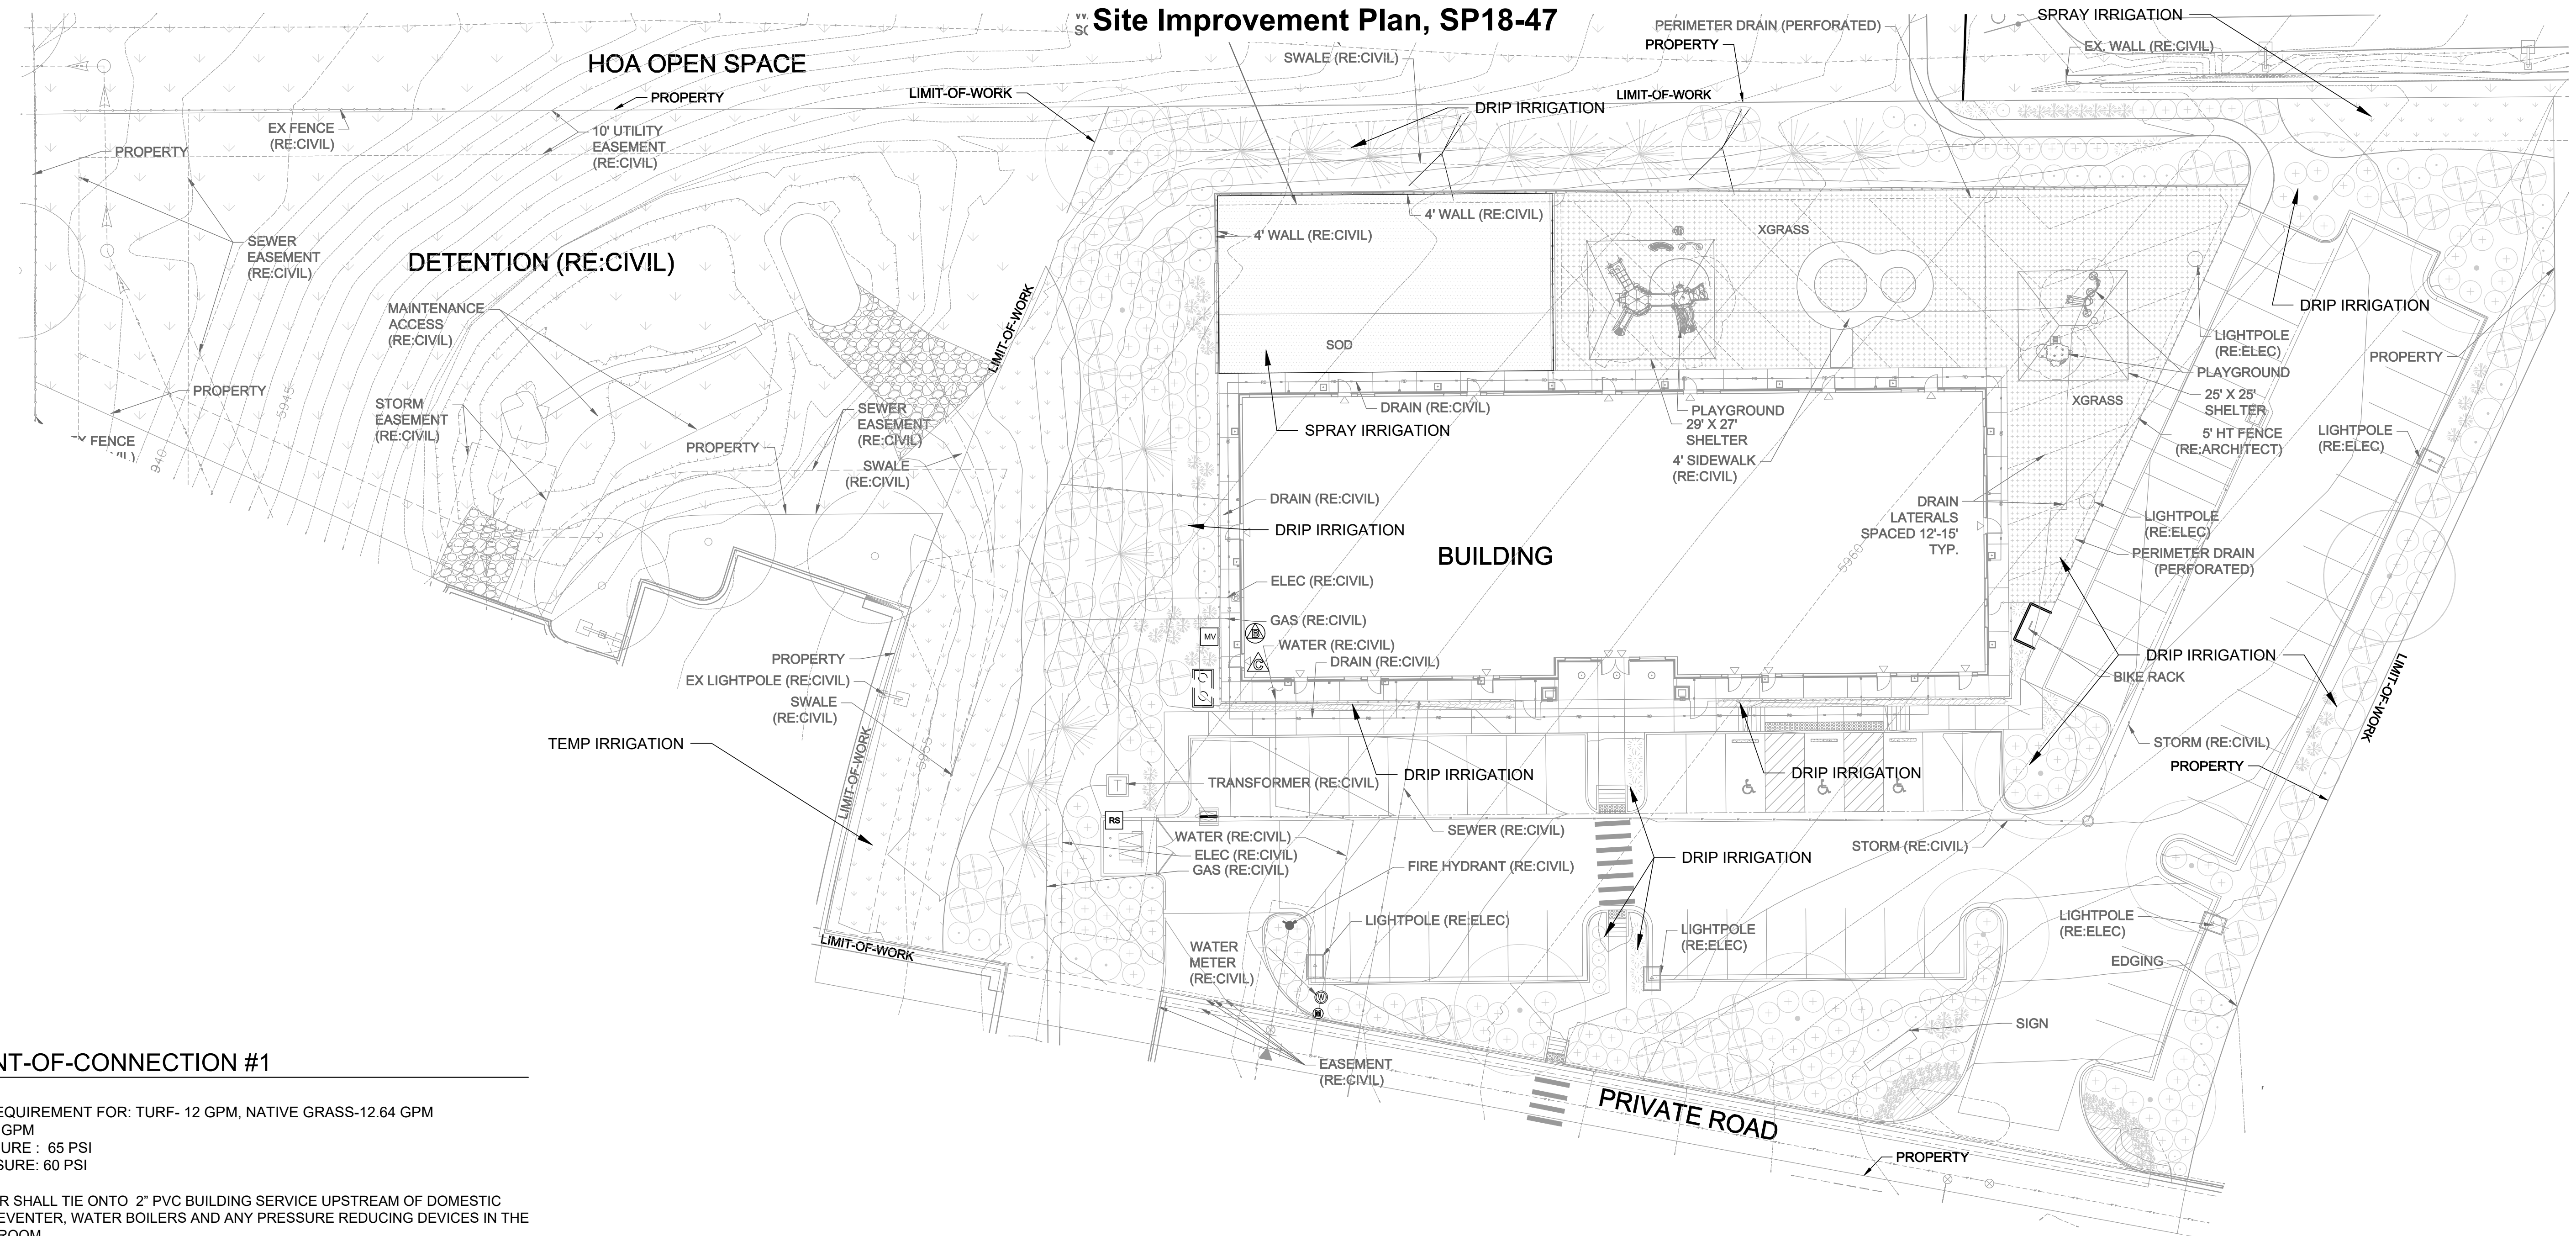 Site Improvement Plan, SP18-47
HOA OPEN SPACE
PROPERTY
LIMIT-OF-WORK
EX FENCE
(RE:CIVIL)
10' UTILITY
EASEMENT
(RE:CIVIL)
PROPERTY
SWALE (RE:CIVIL)
DRIP IRRIGATION
PROPERTY
LIMIT-OF-WORK
PERIMETER DRAIN (PERFORATED)
SPRAY IRRIGATION
EX. WALL (RE:CIVIL)
SEWER
EASEMENT
(RE:CIVIL)
DETENTION (RE:CIVIL)
MAINTENANCE
ACCESS
(RE:CIVIL)
LIMIT-OF-WORK
PROPERTY
5945
STORM
EASEMENT
(RE:CIVIL)
SEWER
EASEMENT
(RE:CIVIL)
PROPERTY
SWALE
(RE:CIVIL)
FENCE
940
4' WALL (RE:CIVIL)
4' WALL (RE:CIVIL)
XGRASS
SOD
DRAIN (RE:CIVIL)
SPRAY IRRIGATION
PLAYGROUND
29' X 27'
SHELTER
4' SIDEWALK
(RE:CIVIL)
DRIP IRRIGATION
LIGHTPOLE
(RE:ELEC)
PROPERTY
PLAYGROUND
25' X 25'
SHELTER
XGRASS
5' HT FENCE
(RE:ARCHITECT)
LIGHTPOLE
(RE:ELEC)
DRAIN (RE:CIVIL)
DRIP IRRIGATION
BUILDING
5960
DRAIN
LATERALS
SPACED 12'-15'
TYP.
LIGHTPOLE
(RE:ELEC)
PERIMETER DRAIN
(PERFORATED)
ELEC (RE:CIVIL)
GAS (RE:CIVIL)
MV
B
WATER (RE:CIVIL)
C
DRAIN (RE:CIVIL)
DRIP IRRIGATION
BIKE RACK
LIMIT-OF-WORK
PROPERTY
EX LIGHTPOLE (RE:CIVIL)
SWALE
(RE:CIVIL)
TEMP IRRIGATION
LIMIT-OF-WORK
5955
STORM (RE:CIVIL)
PROPERTY
T
TRANSFORMER (RE:CIVIL)
DRIP IRRIGATION
DRIP IRRIGATION
RS
WATER (RE:CIVIL)
ELEC (RE:CIVIL)
GAS (RE:CIVIL)
SEWER (RE:CIVIL)
FIRE HYDRANT (RE:CIVIL)
DRIP IRRIGATION
STORM (RE:CIVIL)
LIGHTPOLE (RE:ELEC)
LIGHTPOLE
(RE:ELEC)
LIGHTPOLE
(RE:ELEC)
LIMIT-OF-WORK
WATER
METER
(RE:CIVIL)
W
M
EDGING
SIGN
EASEMENT
(RE:CIVIL)
PRIVATE ROAD
PROPERTY
NT-OF-CONNECTION #1
EQUIREMENT FOR: TURF- 12 GPM, NATIVE GRASS-12.64 GPM
GPM
URE : 65 PSI
SURE: 60 PSI
R SHALL TIE ONTO 2" PVC BUILDING SERVICE UPSTREAM OF DOMESTIC
EVENTER, WATER BOILERS AND ANY PRESSURE REDUCING DEVICES IN THE
ROOM